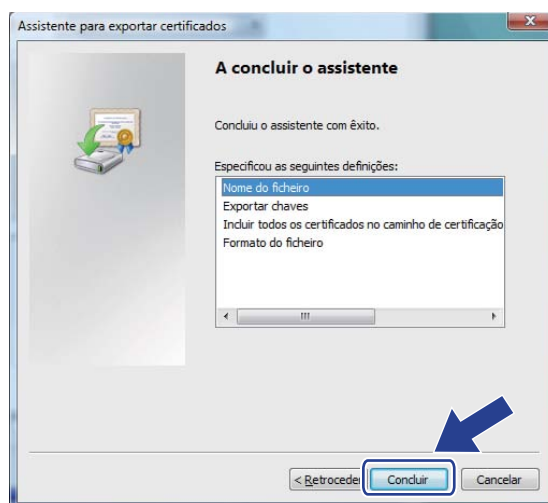 Assistente para exportar certificados
A concluir o assistente
Concluiu o assistente com êxito.
Especificou as seguintes definições:
Nome do ficheiro
Exportar chaves
Incluir todos os certificados no caminho de certificação
Formato do ficheiro
< Retroceder
Concluir
Cancelar